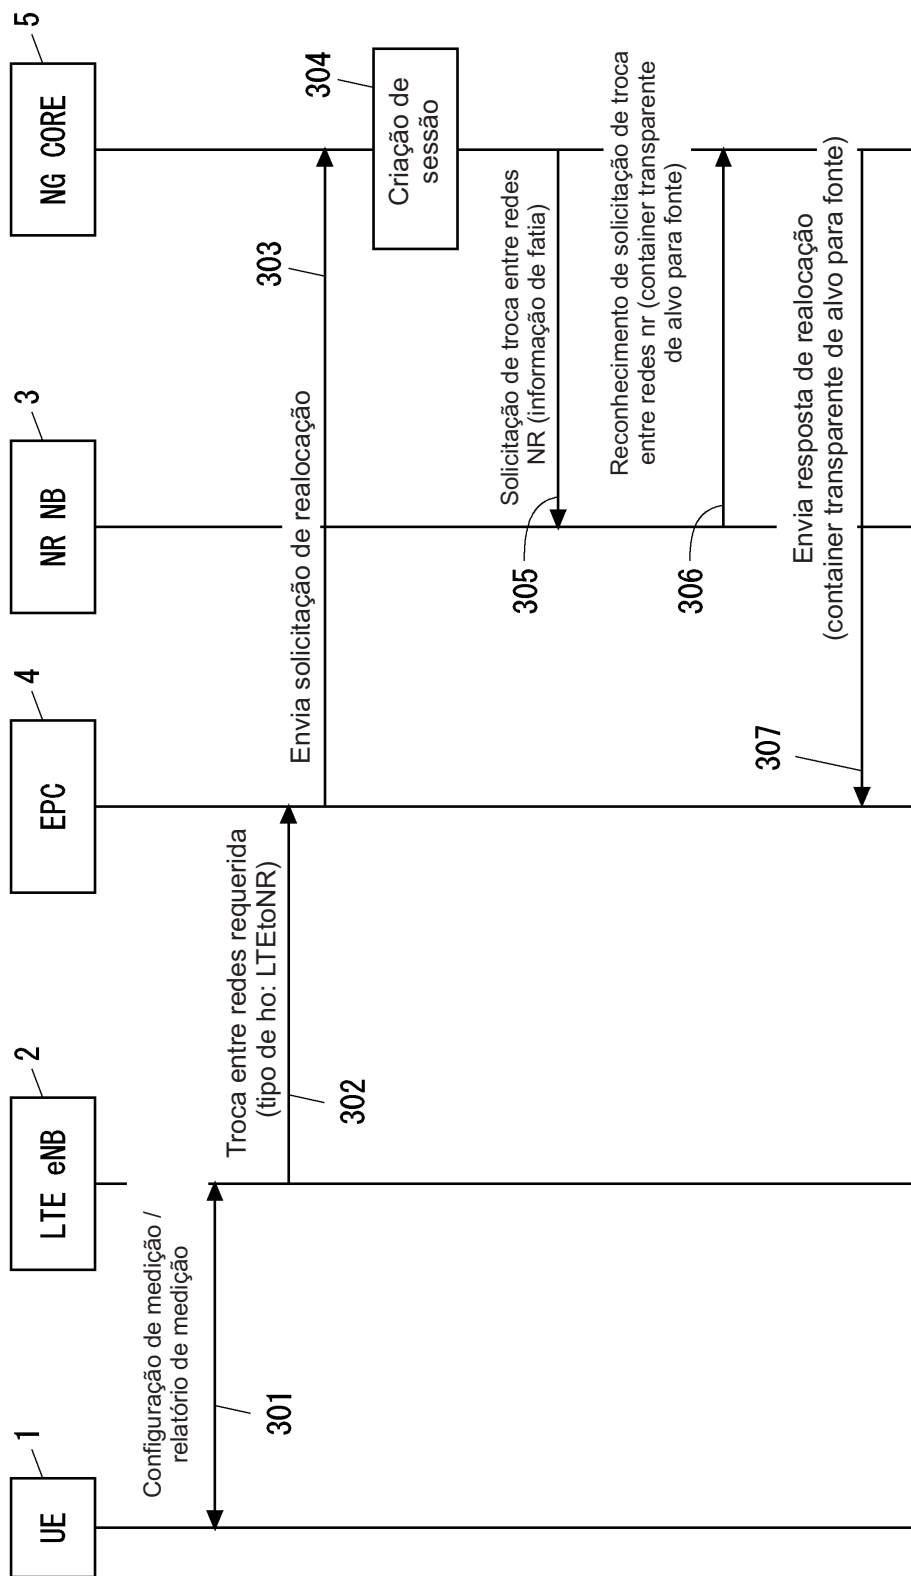 UE
1
LTE eNB
2
EPC
4
NR NB
3
NG CORE
5
Configuração de medição /
relatório de medição
301
Troca entre redes requerida
(tipo de ho: LTEtoNR)
302
Envia solicitação de realocação
303
Criação de
sessão
304
Solicitação de troca entre redes
NR (informação de fatia)
305
Reconhecimento de solicitação de troca
entre redes nr (container transparente
de alvo para fonte)
306
Envia resposta de realocação
(container transparente de alvo para fonte)
307